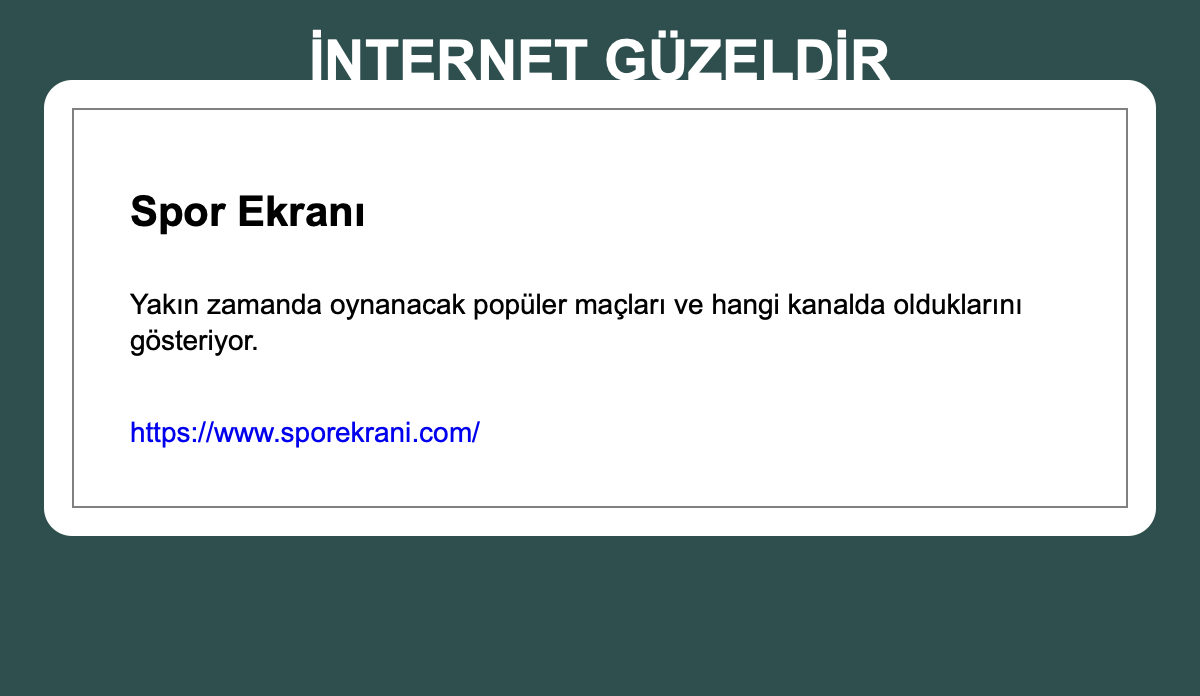 İNTERNET GÜZELDİR
Spor Ekranı
Yakın zamanda oynanacak popüler maçları ve hangi kanalda olduklarını
gösteriyor.
https://www.sporekrani.com/